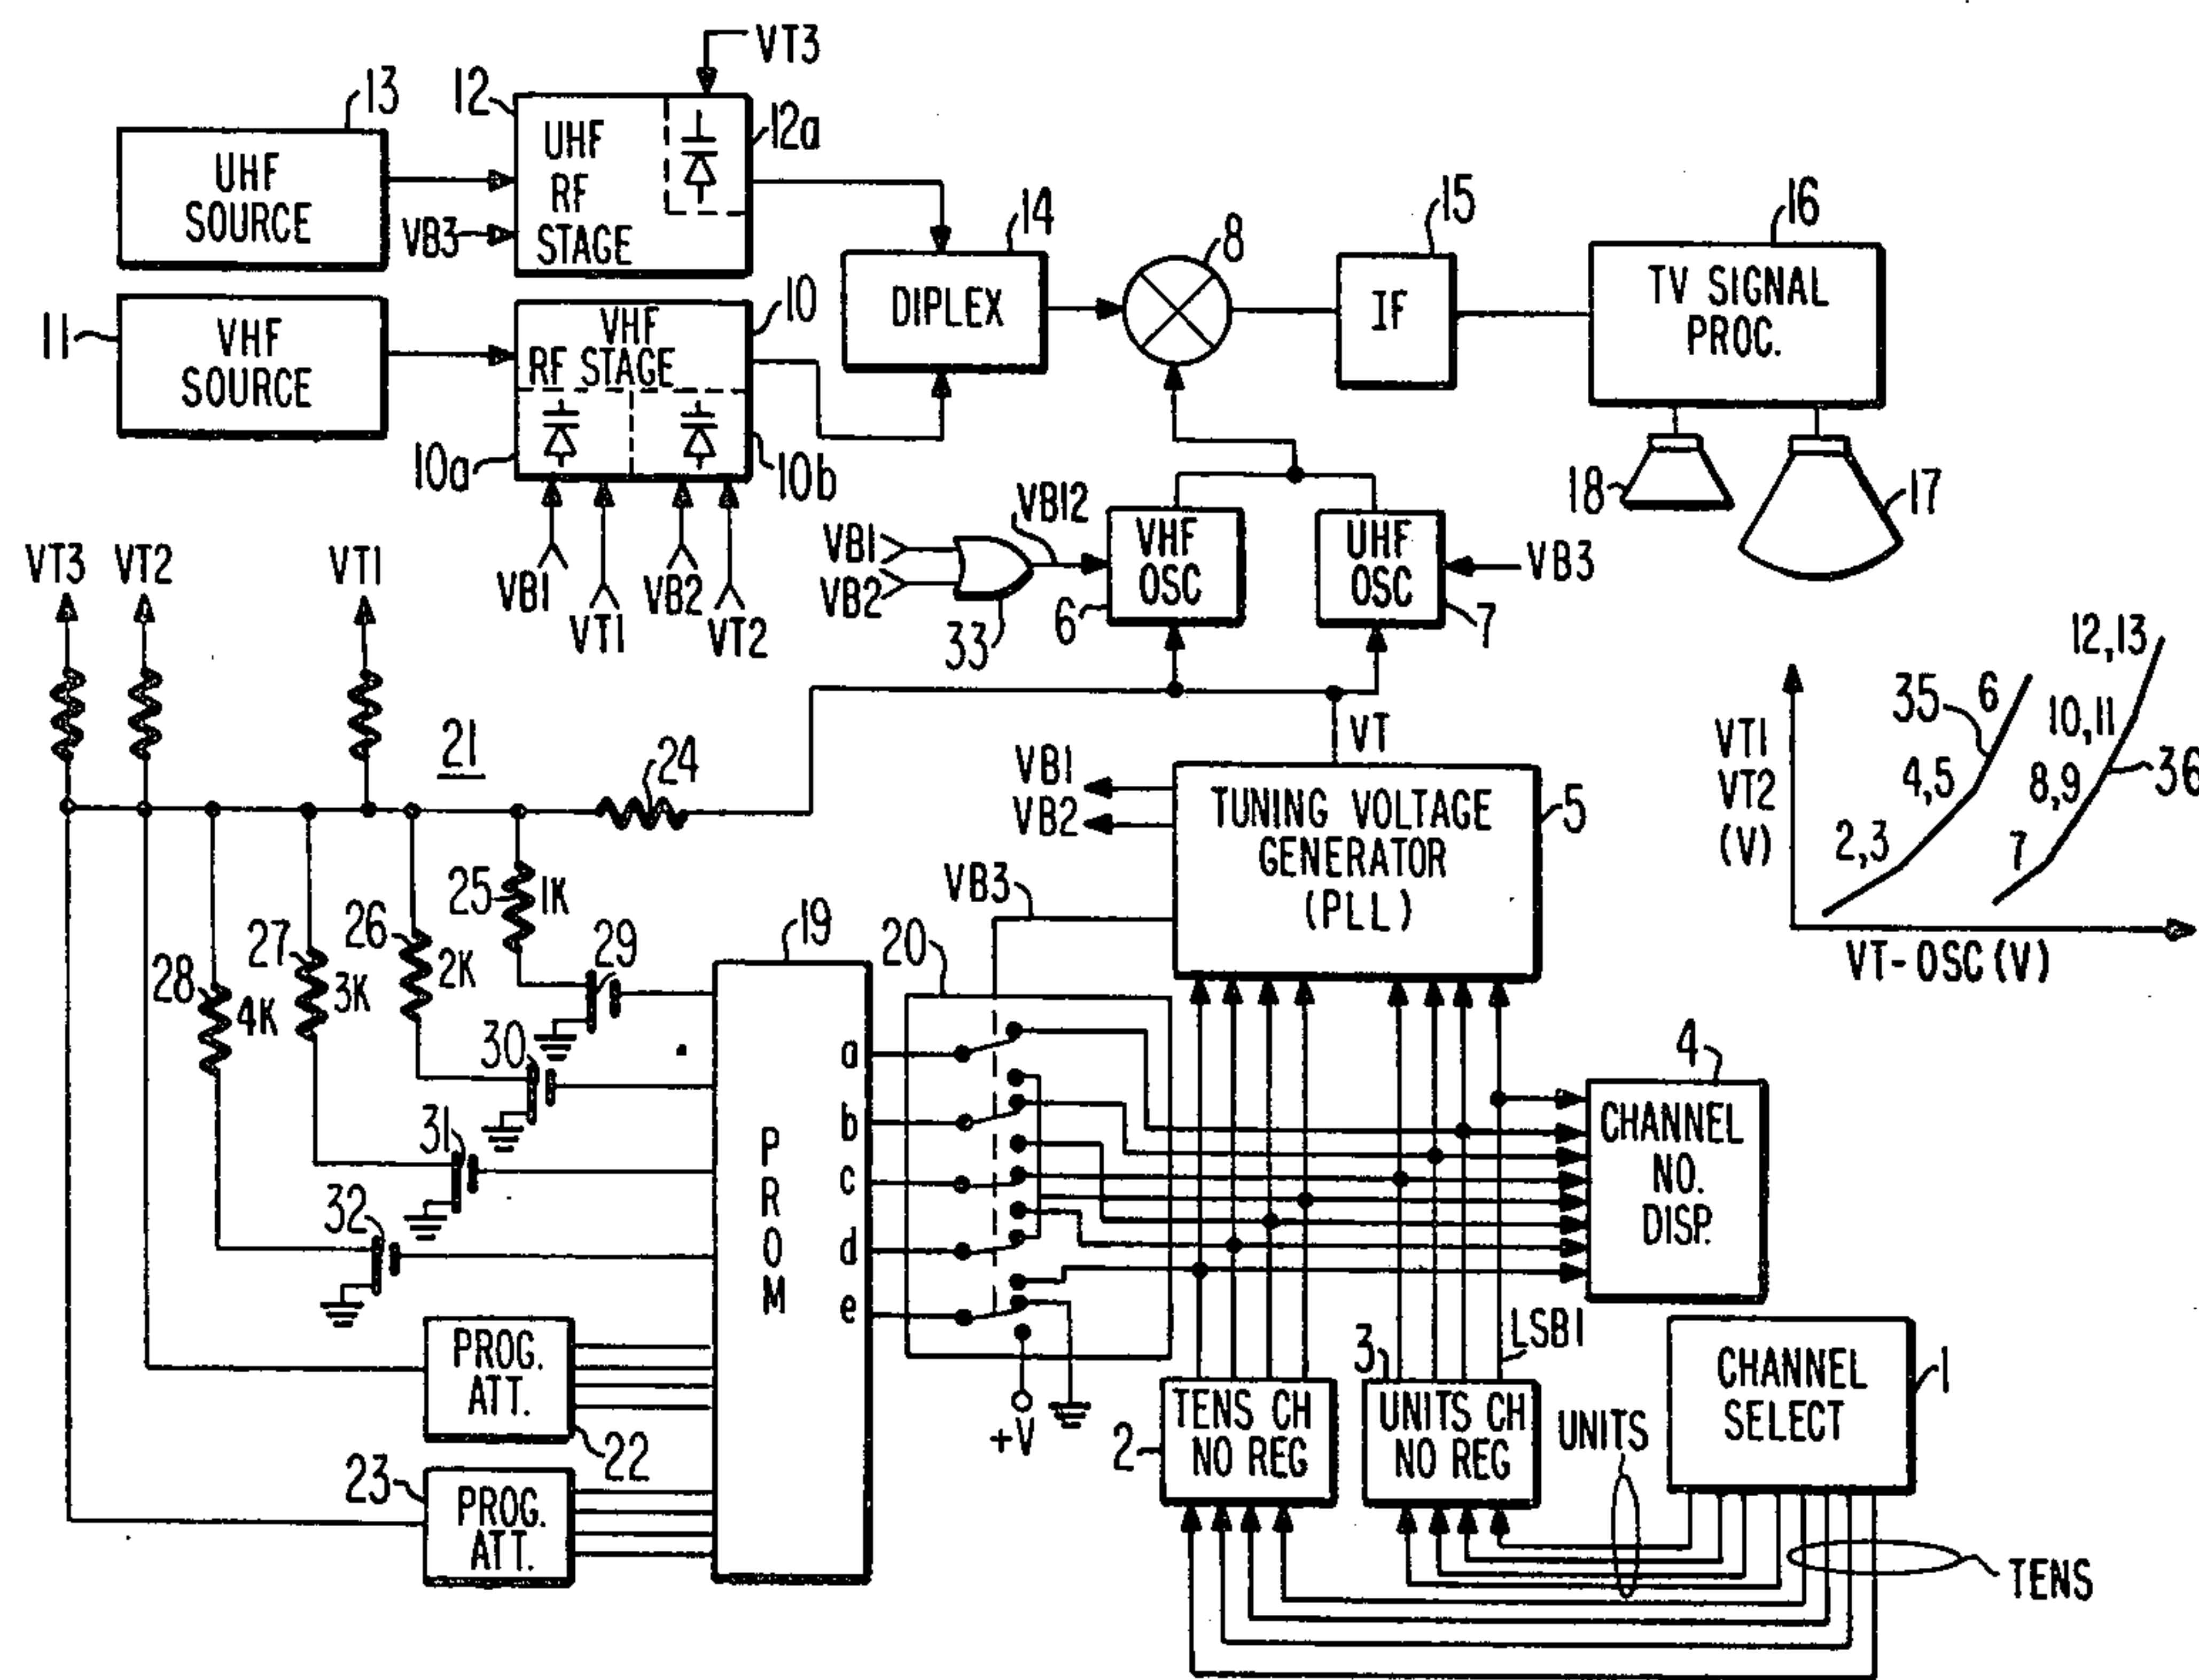 VT3
13
12
12a
UHF
SOURCE
UHF
RF
STAGE
VB3
14
8
15
16
11
VHF
SOURCE
VHF
RF STAGE
10
DIPLEX
IF
TV SIGNAL
PROC.
10a
10b
18
17
VT3
VT2
VT1
VB1
VT1
VB2
VT2
VB1
VB2
VB12
33
VHF
OSC
6
UHF
OSC
7
VB3
12,13
35
6
10,11
VT1
VT2
(V)
4,5
8,9
36
2,3
7
VT-OSC (V)
21
24
VT
VB1
VB2
TUNING VOLTAGE
GENERATOR
(PLL)
5
VB3
25
1K
26
2K
27
3K
28
4K
29
30
31
32
19
20
PROM
a
b
c
d
e
4
CHANNEL
NO.
DISP.
+V
LSB1
PROG.
ATT.
22
23
PROG.
ATT.
TENS CH
NO REG
2
3
UNITS CH
NO REG
UNITS
CHANNEL
SELECT
1
TENS